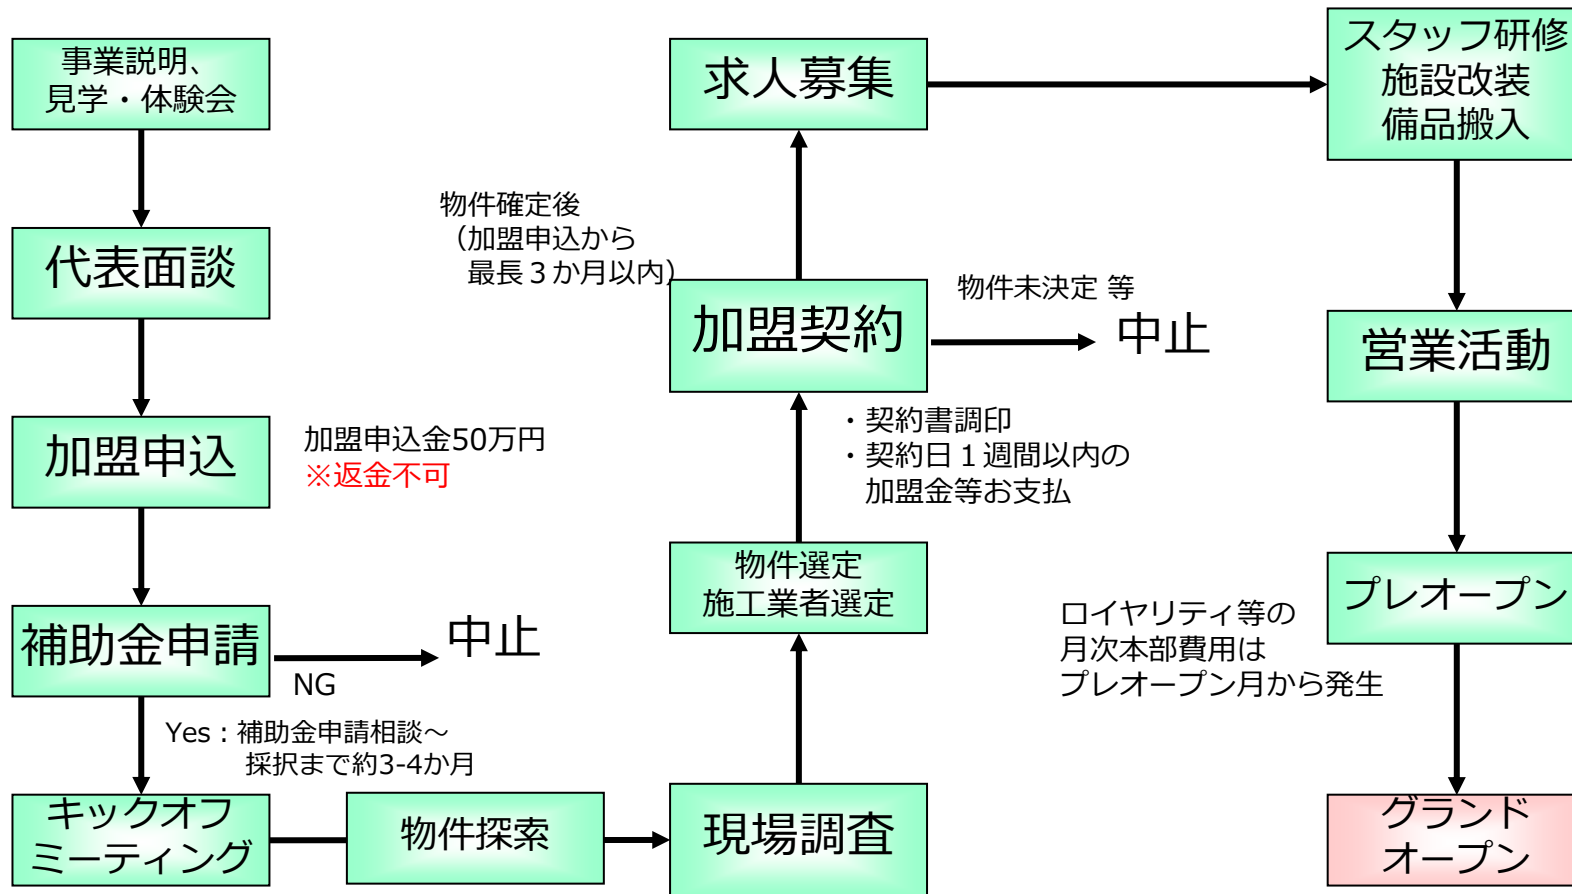 事業説明、
見学・体験会
代表面談
加盟申込
加盟申込金50万円
※返金不可
補助金申請
中止
NG
Yes：補助金申請相談～
採択まで約3-4か月
キックオフ
ミーティング
物件探索
現場調査
物件選定
施工業者選定
・契約書調印
・契約日１週間以内の
加盟金等お支払
加盟契約
物件未決定 等
中止
物件確定後
（加盟申込から
最長３か月以内）
求人募集
スタッフ研修
施設改装
備品搬入
営業活動
プレオープン
ロイヤリティ等の
月次本部費用は
プレオープン月から発生
グランド
オープン